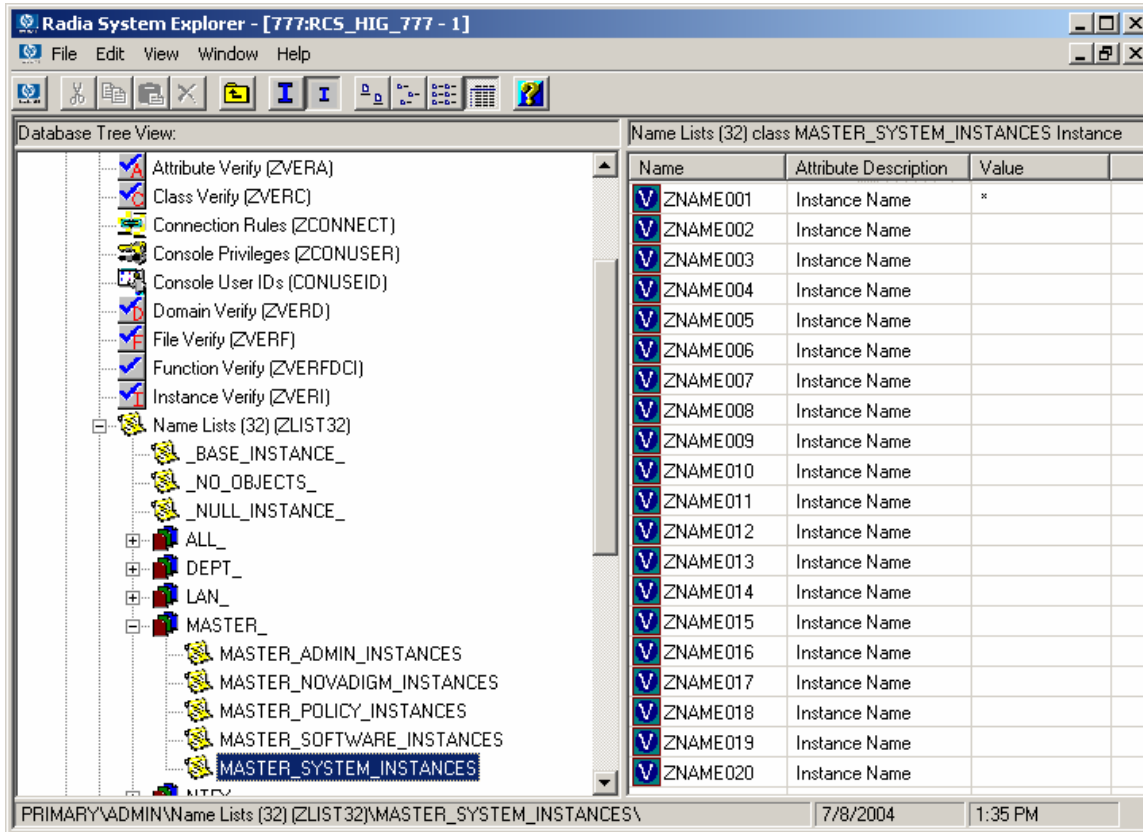 Radia System Explorer - [777:RCS_HIG_777 - 1]
File Edit View Window Help
Database Tree View:
Attribute Verify (ZVERA)
Class Verify (ZVERC)
Connection Rules (ZCONNECT)
Console Privileges (ZCONUSER)
Console User IDs (CONUSEID)
Domain Verify (ZVERD)
File Verify (ZVERF)
Function Verify (ZVERFDCI)
Instance Verify (ZVERI)
Name Lists (32) (ZLIST32)
_BASE_INSTANCE_
_NO_OBJECTS_
_NULL_INSTANCE_
ALL_
DEPT_
LAN_
MASTER_
MASTER_ADMIN_INSTANCES
MASTER_NOVADIGM_INSTANCES
MASTER_POLICY_INSTANCES
MASTER_SOFTWARE_INSTANCES
MASTER_SYSTEM_INSTANCES
Name Lists (32) class MASTER_SYSTEM_INSTANCES Instance
Name Attribute Description Value
ZNAME001 Instance Name *
ZNAME002 Instance Name
ZNAME003 Instance Name
ZNAME004 Instance Name
ZNAME005 Instance Name
ZNAME006 Instance Name
ZNAME007 Instance Name
ZNAME008 Instance Name
ZNAME009 Instance Name
ZNAME010 Instance Name
ZNAME011 Instance Name
ZNAME012 Instance Name
ZNAME013 Instance Name
ZNAME014 Instance Name
ZNAME015 Instance Name
ZNAME016 Instance Name
ZNAME017 Instance Name
ZNAME018 Instance Name
ZNAME019 Instance Name
ZNAME020 Instance Name
PRIMARY\ADMIN\Name Lists (32) (ZLIST32)\MASTER_SYSTEM_INSTANCES\ 7/8/2004 1:35 PM